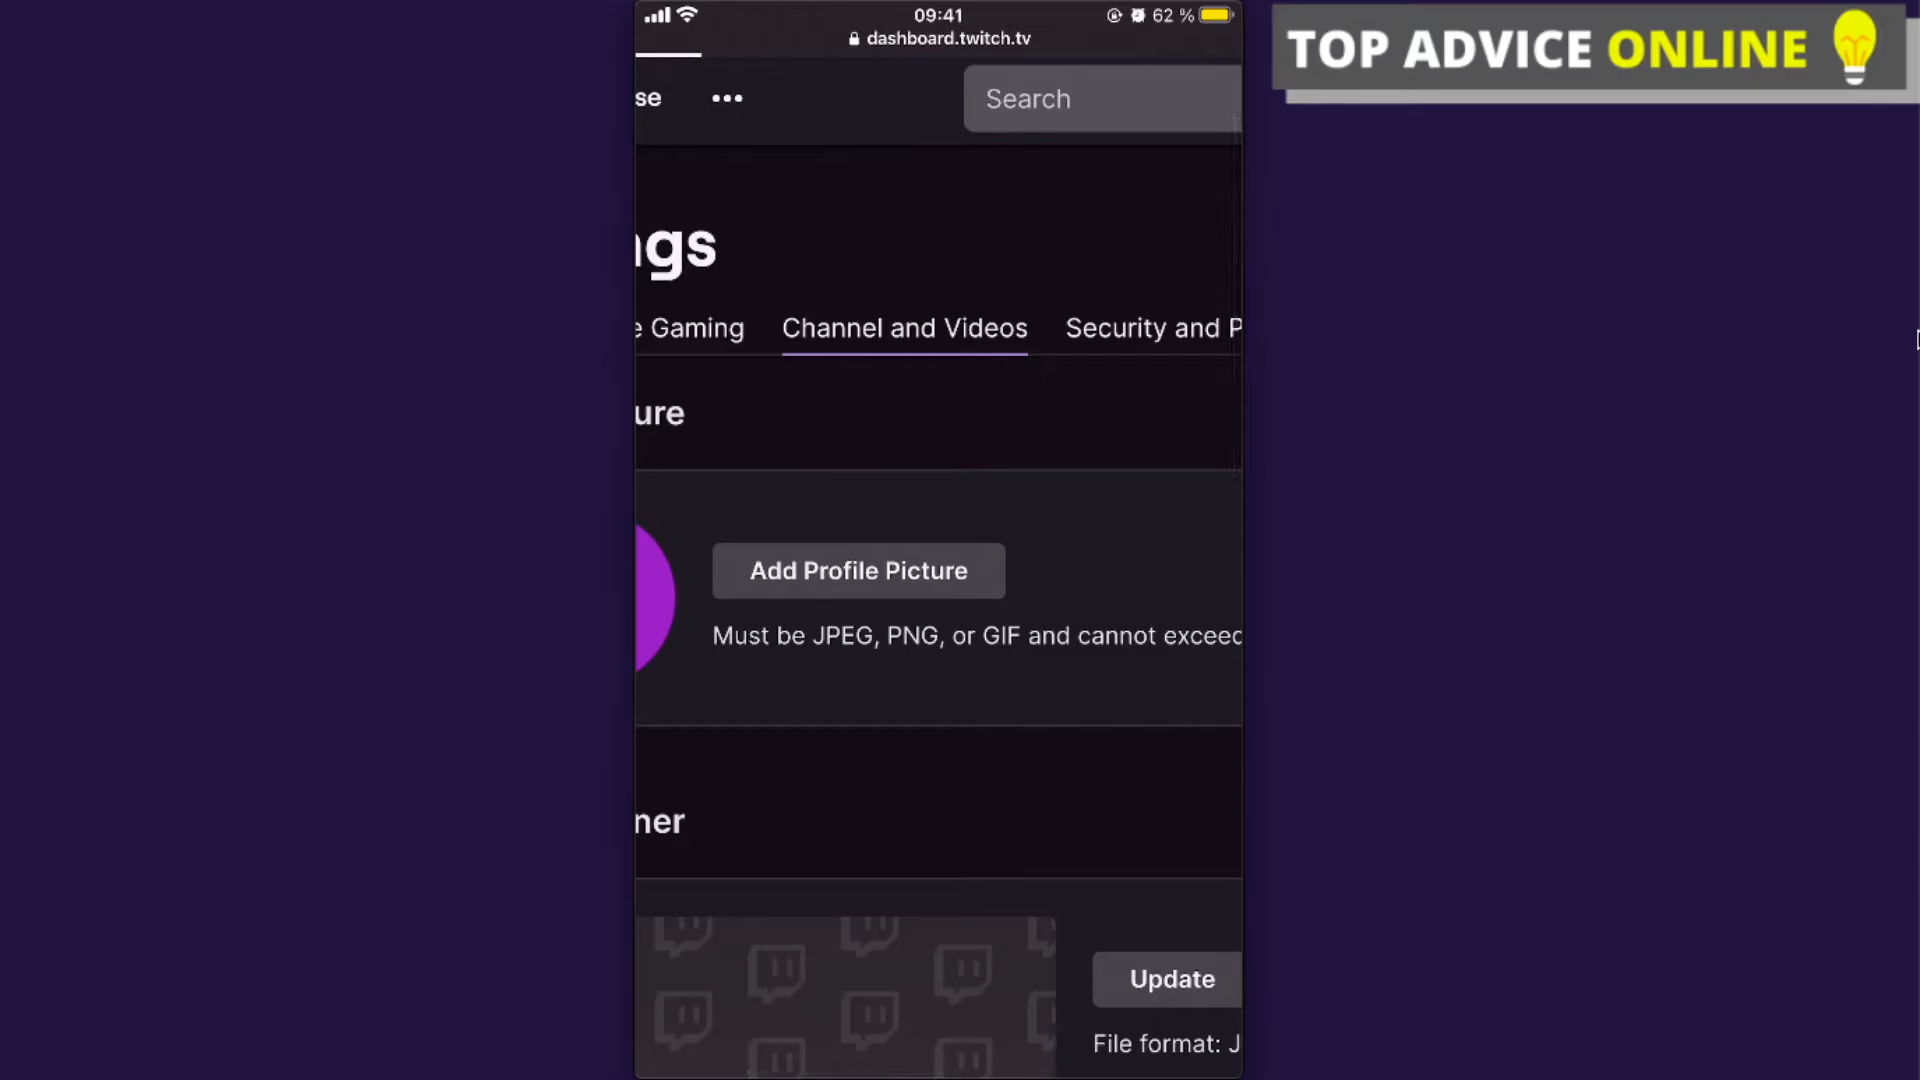 09:41
62 %
dashboard.twitch.tv
TOP ADVICE ONLINE
se
•••
Search
ngs
e Gaming
Channel and Videos
Security and P
ure
Add Profile Picture
Must be JPEG, PNG, or GIF and cannot exceed
ner
Update
File format: J